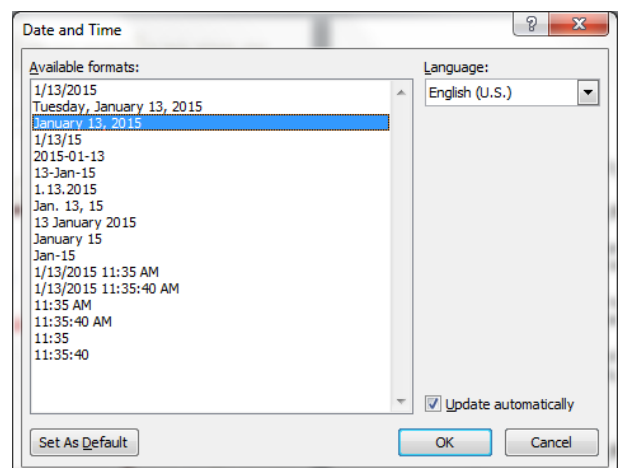 Date and Time
Available formats:
Language:
1/13/2015
English (U.S.)
Tuesday, January 13, 2015
January 13, 2015
1/13/15
2015-01-13
13-Jan-15
1.13.2015
Jan. 13, 15
13 January 2015
January 15
Jan-15
1/13/2015 11:35 AM
1/13/2015 11:35:40 AM
11:35 AM
11:35:40 AM
11:35
11:35:40
Update automatically
Set As Default
OK
Cancel